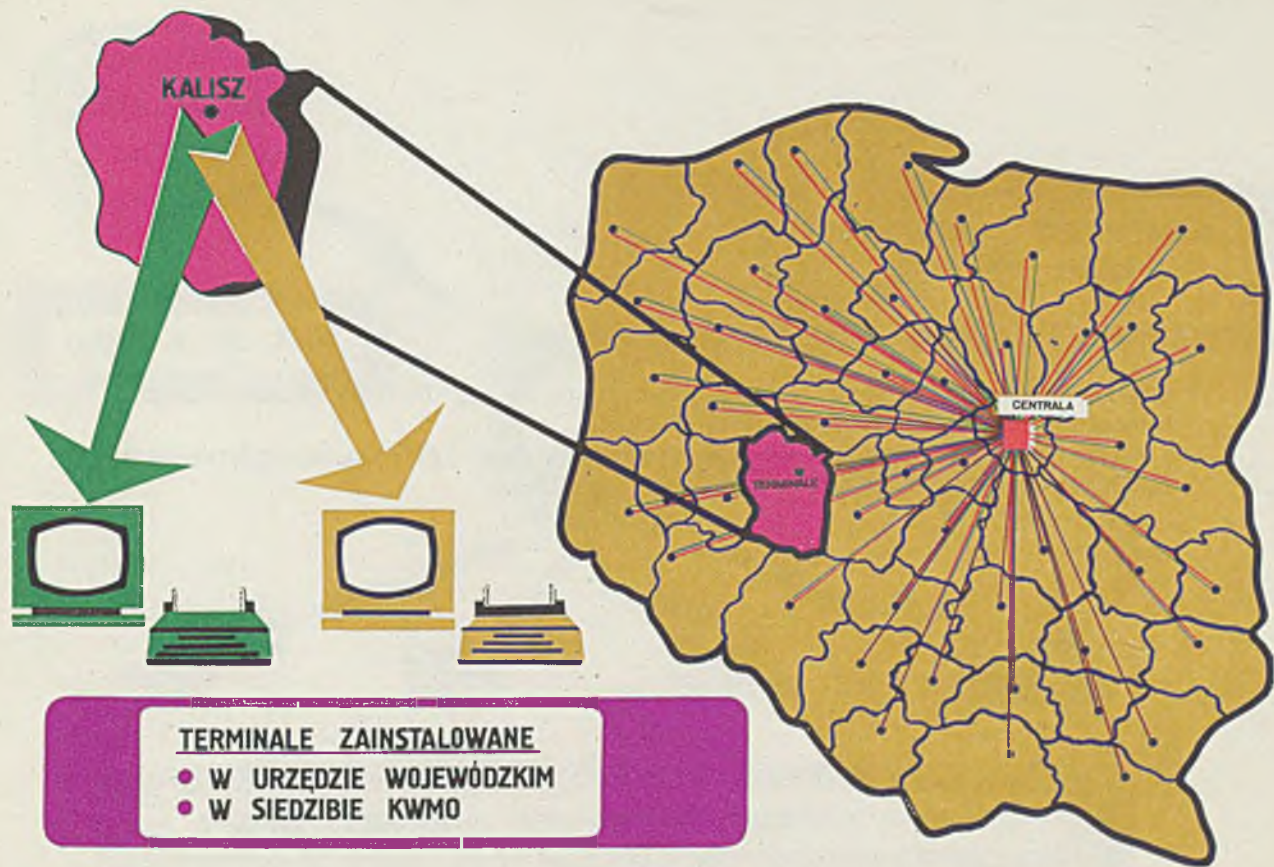 KALISZ
CENTRALA
TERMINALE
TERMINALE ZAINSTALOWANE
• W URZĘDZIE WOJEWÓDZKIM
• W SIEDZIBIE KWMO